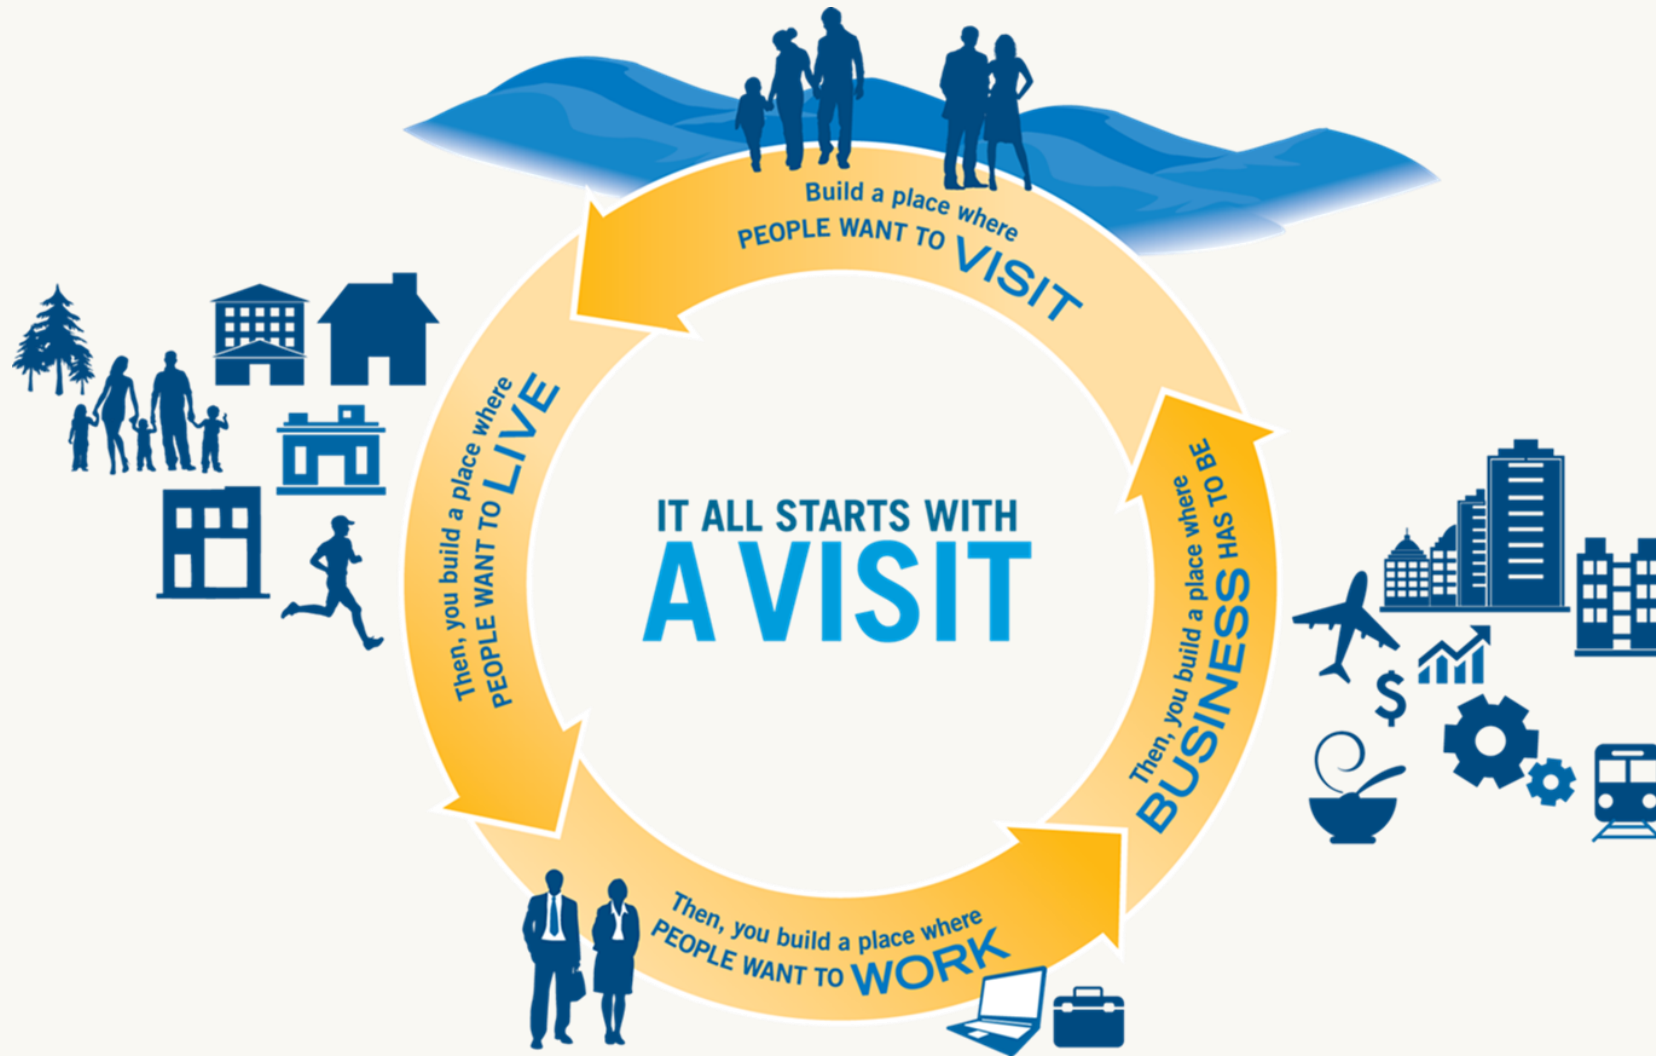 Build a place where
PEOPLE WANT TO VISIT
Then, you build a place where
PEOPLE WANT TO LIVE
IT ALL STARTS WITH
A VISIT
Then, you build a place where
BUSINESS HAS TO BE
Then, you build a place where
PEOPLE WANT TO WORK
$